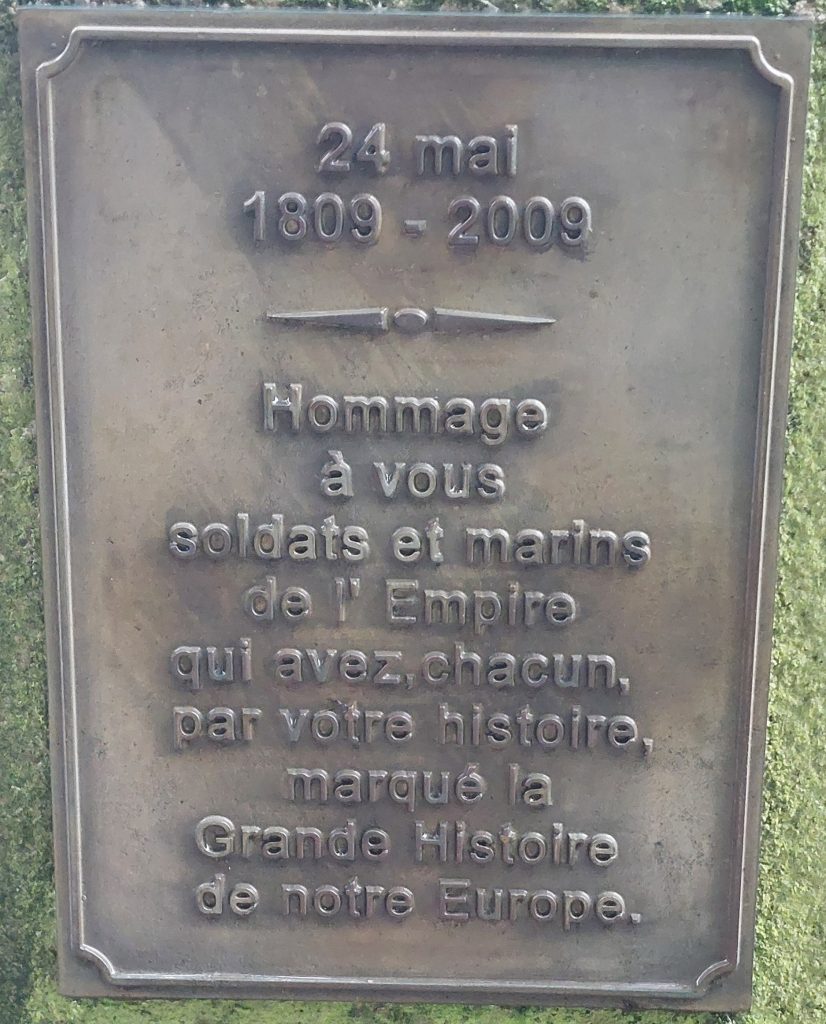 24 mai
1809 - 2009
Hommage
à vous
soldats et marins
de l' Empire
qui avez,chacun,
par votre histoire,
marqué la
Grande Histoire
de notre Europe.